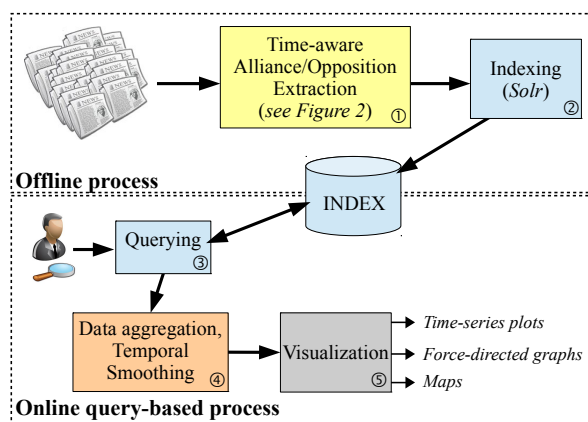 NEWS
Time-aware
Alliance/Opposition
Extraction
(see Figure 2) ①
Indexing
(Solr)
②
Offline process
INDEX
Querying
③
Data aggregation,
Temporal
Smoothing ④
Visualization
⑤
Time-series plots
Force-directed graphs
Maps
Online query-based process